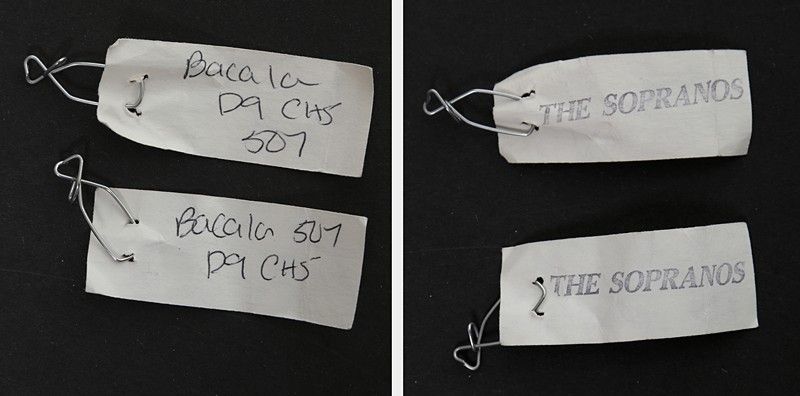 Bacala
D9 CH5
507
Bacala 507
D9 CH5
THE SOPRANOS
THE SOPRANOS